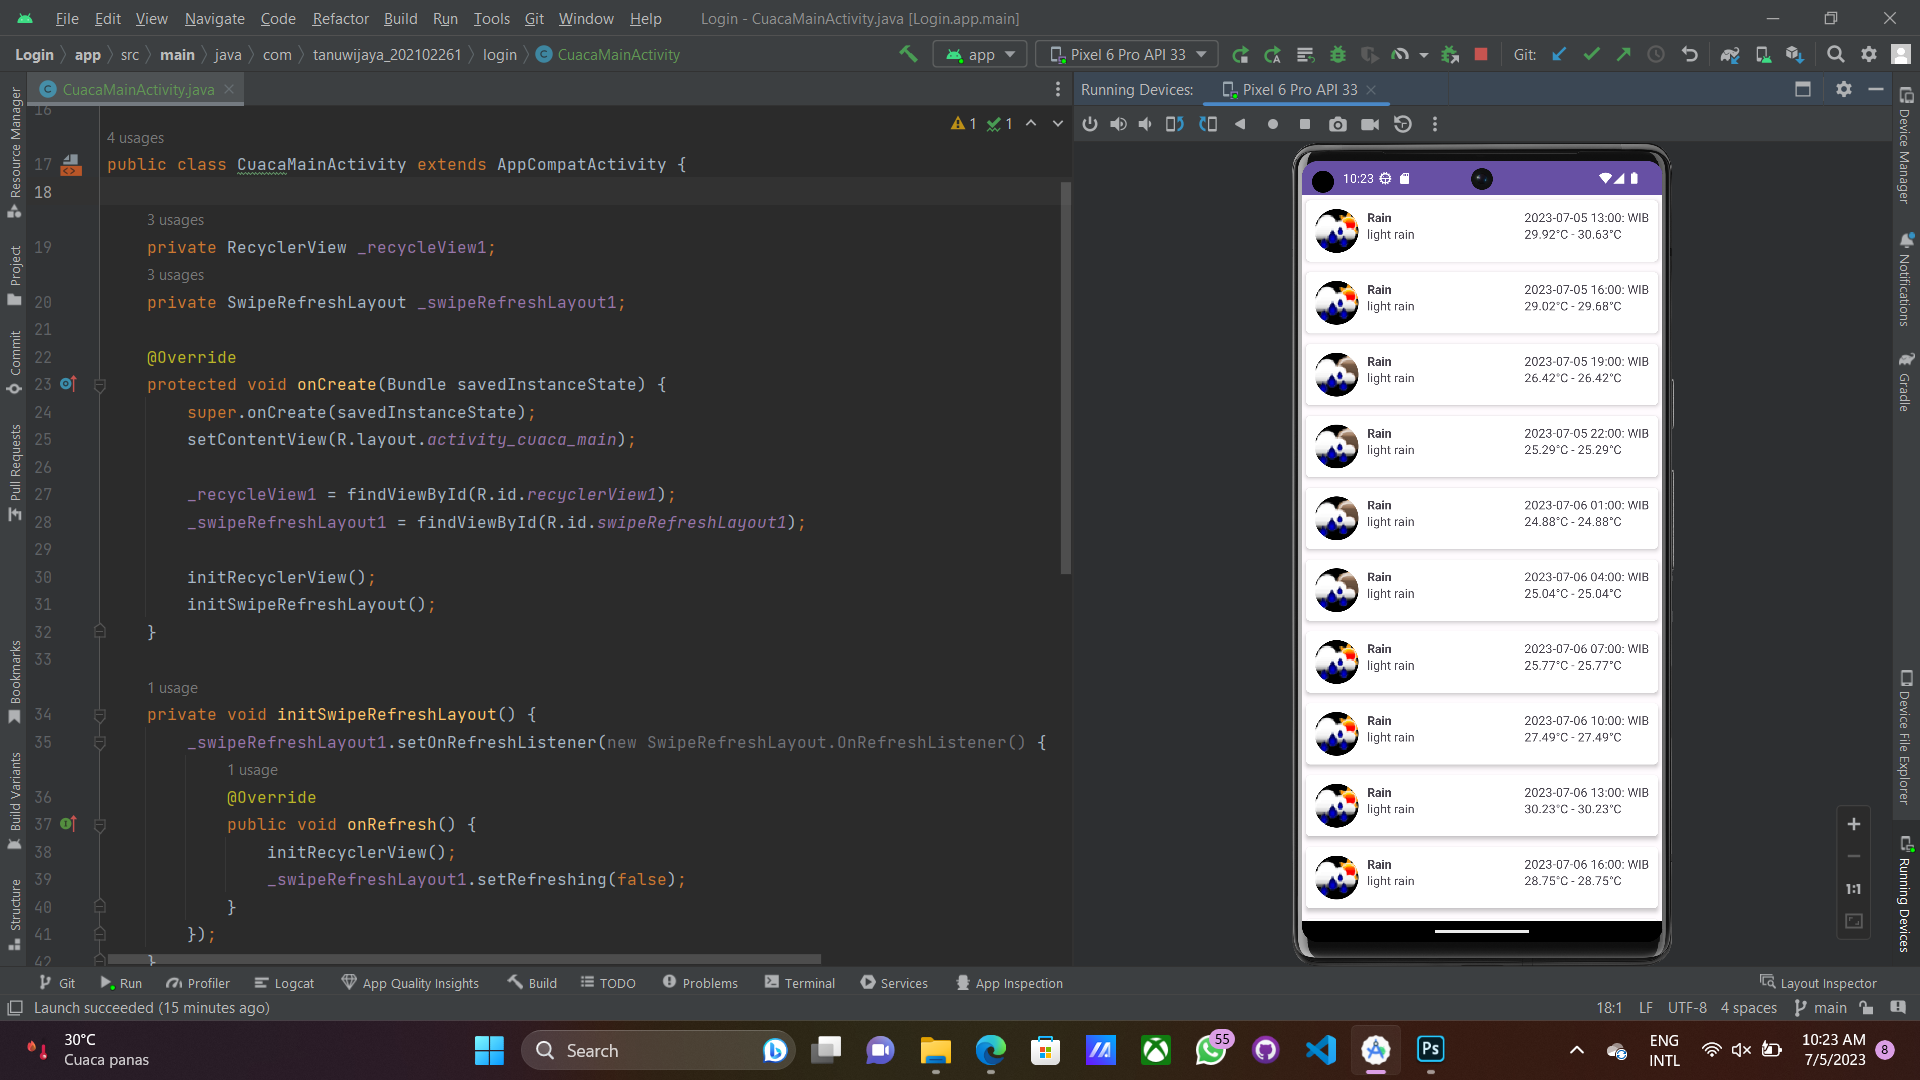 File Edit View Navigate Code Refactor Build Run Tools Git Window Help Login - CuacaMainActivity.java [Login.app.main]
Login app src main java com tanuwijaya_202102261 login CuacaMainActivity app Pixel 6 Pro API 33 Git:
CuacaMainActivity.java
Running Devices: Pixel 6 Pro API 33
Resource Manager
Project
Commit
Pull Requests
Bookmarks
Build Variants
Structure
1 1
16
4 usages
17 public class CuacaMainActivity extends AppCompatActivity {
18
3 usages
19 private RecyclerView _recycleView1;
3 usages
20 private SwipeRefreshLayout _swipeRefreshLayout1;
21
22 @Override
23 protected void onCreate(Bundle savedInstanceState) {
24 super.onCreate(savedInstanceState);
25 setContentView(R.layout.activity_cuaca_main);
26
27 _recycleView1 = findViewById(R.id.recyclerView1);
28 _swipeRefreshLayout1 = findViewById(R.id.swipeRefreshLayout1);
29
30 initRecyclerView();
31 initSwipeRefreshLayout();
32 }
33
1 usage
34 private void initSwipeRefreshLayout() {
35 _swipeRefreshLayout1.setOnRefreshListener(new SwipeRefreshLayout.OnRefreshListener() {
1 usage
36 @Override
37 public void onRefresh() {
38 initRecyclerView();
39 _swipeRefreshLayout1.setRefreshing(false);
40 }
41 });
42 }
10:23
Rain 2023-07-05 13:00: WIB
light rain 29.92°C - 30.63°C
Rain 2023-07-05 16:00: WIB
light rain 29.02°C - 29.68°C
Rain 2023-07-05 19:00: WIB
light rain 26.42°C - 26.42°C
Rain 2023-07-05 22:00: WIB
light rain 25.29°C - 25.29°C
Rain 2023-07-06 01:00: WIB
light rain 24.88°C - 24.88°C
Rain 2023-07-06 04:00: WIB
light rain 25.04°C - 25.04°C
Rain 2023-07-06 07:00: WIB
light rain 25.77°C - 25.77°C
Rain 2023-07-06 10:00: WIB
light rain 27.49°C - 27.49°C
Rain 2023-07-06 13:00: WIB
light rain 30.23°C - 30.23°C
Rain 2023-07-06 16:00: WIB
light rain 28.75°C - 28.75°C
1:1
Device Manager
Notifications
Gradle
Device File Explorer
Running Devices
Git Run Profiler Logcat App Quality Insights Build TODO Problems Terminal Services App Inspection Layout Inspector
Launch succeeded (15 minutes ago) 18:1 LF UTF-8 4 spaces main
30°C
Cuaca panas
Search
55
Ps
ENG
INTL
10:23 AM
7/5/2023
8